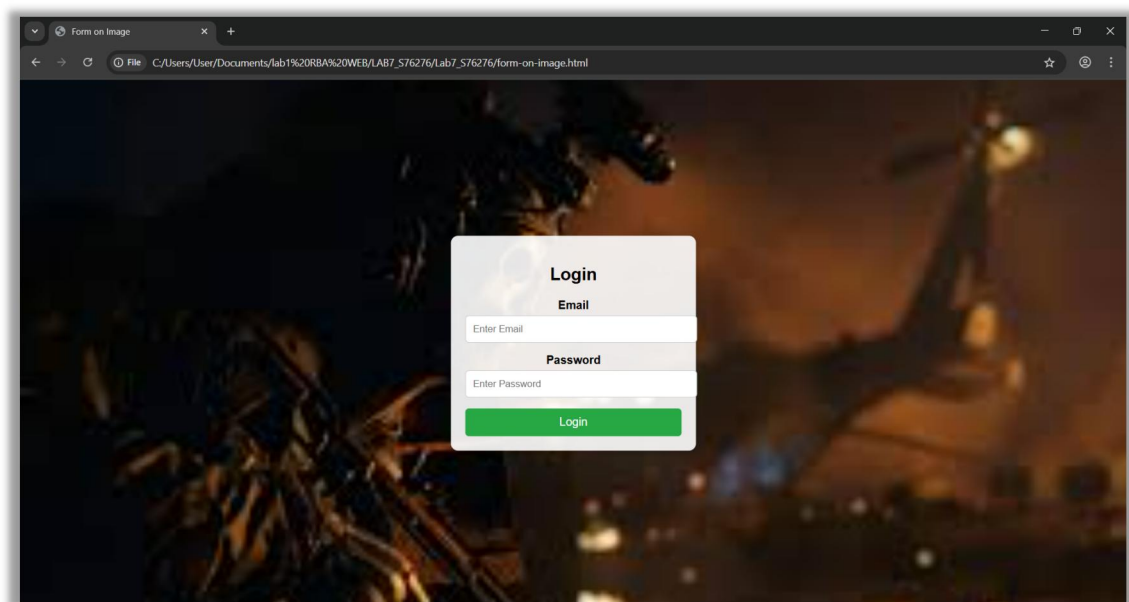 Form on Image
File C:/Users/User/Documents/lab1%20RBA%20WEB/LAB7_S76276/Lab7_S76276/form-on-image.html
Login
Email
Enter Email
Password
Enter Password
Login